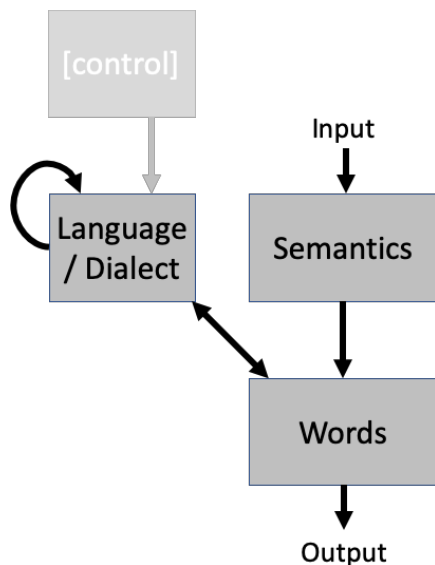 [control]
Input
Language
/ Dialect
Semantics
Words
Output